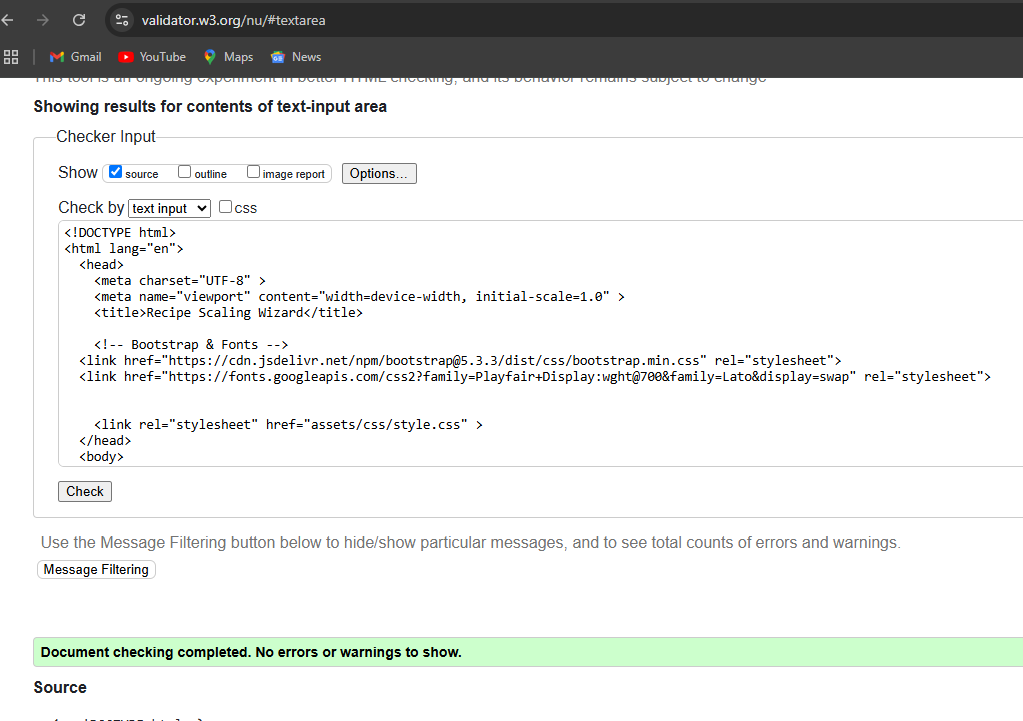 validator.w3.org/nu/#textarea
Gmail YouTube Maps News
This tool is an ongoing experiment in better HTML checking, and its behavior remains subject to change
Showing results for contents of text-input area
Checker Input
Show source outline image report Options...
Check by text input css
<!DOCTYPE html>
<html lang="en">
<head>
<meta charset="UTF-8" >
<meta name="viewport" content="width=device-width, initial-scale=1.0" >
<title>Recipe Scaling Wizard</title>
<!-- Bootstrap & Fonts -->
<link href="https://cdn.jsdelivr.net/npm/bootstrap@5.3.3/dist/css/bootstrap.min.css" rel="stylesheet">
<link href="https://fonts.googleapis.com/css2?family=Playfair+Display:wght@700&family=Lato&display=swap" rel="stylesheet">
<link rel="stylesheet" href="assets/css/style.css" >
</head>
<body>
Check
Use the Message Filtering button below to hide/show particular messages, and to see total counts of errors and warnings.
Message Filtering
Document checking completed. No errors or warnings to show.
Source